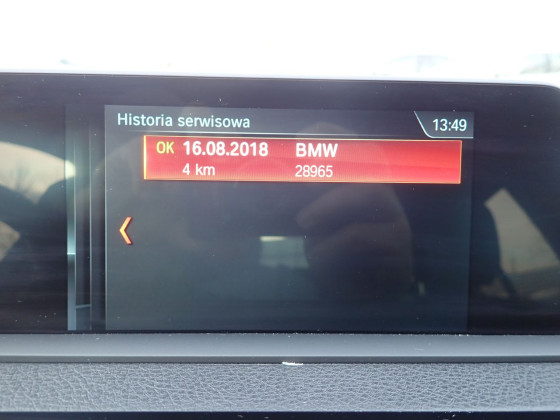 Historia serwisowa 13:49
OK 16.08.2018 BMW
4 km 28965